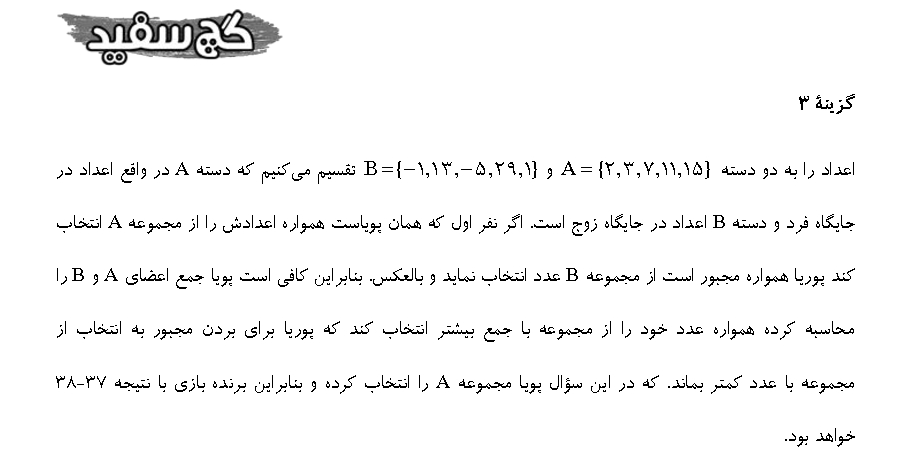 گچ سفید
گزینهٔ ۳
اعداد را به دو دسته A = {۲,۳,۷,۱۱,۱۵} و B = {−۱,۱۳,−۵,۲۹,۱} تقسیم می‌کنیم که دسته A در واقع اعداد در
جایگاه فرد و دسته B اعداد در جایگاه زوج است. اگر نفر اول که همان پویاست همواره اعدادش را از مجموعه A انتخاب
کند پوریا همواره مجبور است از مجموعه B عدد انتخاب نماید و بالعکس. بنابراین کافی است پویا جمع اعضای A و B را
محاسبه کرده همواره عدد خود را از مجموعه با جمع بیشتر انتخاب کند که پوریا برای بردن مجبور به انتخاب از
مجموعه با عدد کمتر بماند. که در این سؤال پویا مجموعه A را انتخاب کرده و بنابراین برنده بازی با نتیجه ۳۷-۳۸
خواهد بود.